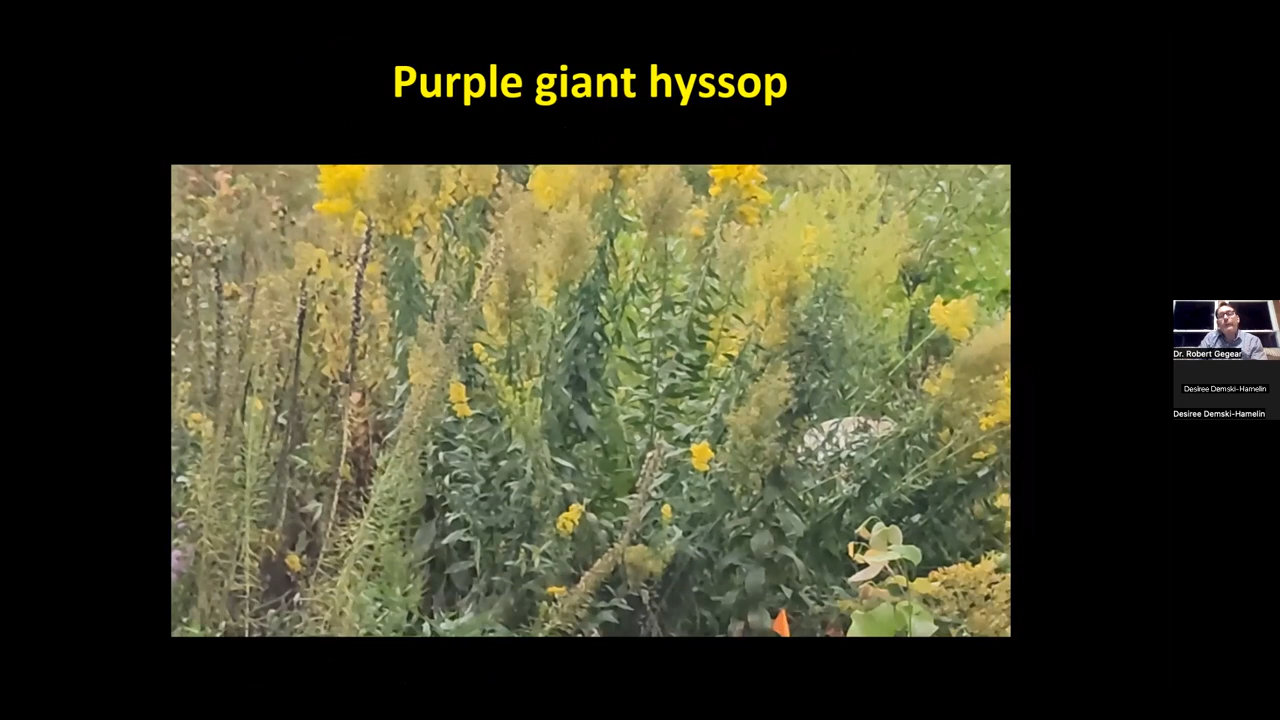 Purple giant hyssop
Dr. Robert Gegear
Desiree Demski-Hamelin
Desiree Demski-Hamelin